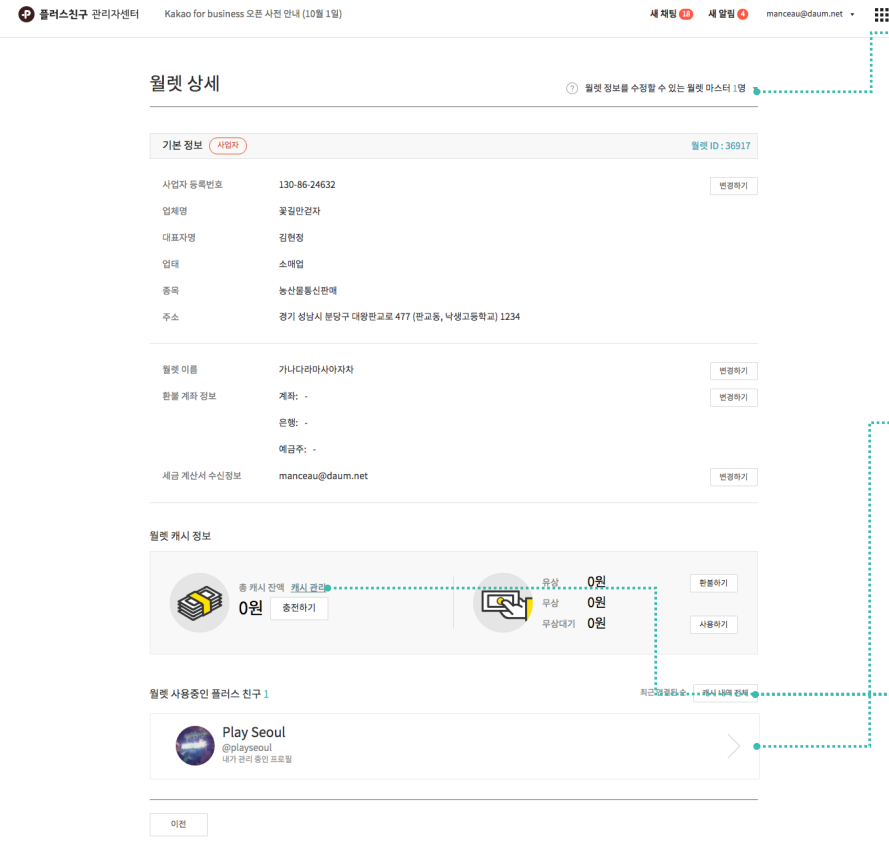 플러스친구 관리자센터 Kakao for business 오픈 사전 안내 (10월 1일) 새 채팅 18 새 알림 4 manceau@daum.net
월렛 상세
? 월렛 정보를 수정할 수 있는 월렛 마스터 1명
기본 정보 사업자 월렛 ID : 36917
사업자 등록번호 130-86-24632 변경하기
업체명 꽃길만걷자
대표자명 김현정
업태 소매업
종목 농산물통신판매
주소 경기 성남시 분당구 대왕판교로 477 (판교동, 낙생고등학교) 1234
월렛 이름 가나다라마사아자차 변경하기
환불 계좌 정보 계좌: - 변경하기
은행: -
예금주: -
세금 계산서 수신정보 manceau@daum.net 변경하기
월렛 캐시 정보
총 캐시 잔액 캐시 관리
0원 충전하기
유상 0원 환불하기
무상 0원
무상대기 0원 사용하기
월렛 사용중인 플러스 친구 1 최근 연결된 순 캐시 내역 전체
Play Seoul
@playseoul
내가 관리 중인 프로필
이전